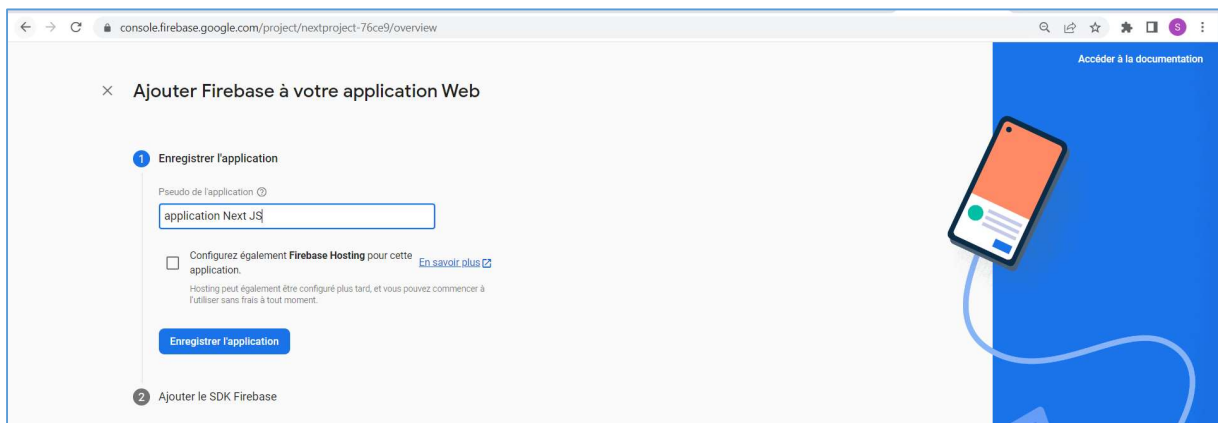 console.firebase.google.com/project/nextproject-76ce9/overview
S
Accéder à la documentation
Ajouter Firebase à votre application Web
1 Enregistrer l'application
Pseudo de l'application
application Next JS
Configurez également Firebase Hosting pour cette
application.
En savoir plus
Hosting peut également être configuré plus tard, et vous pouvez commencer à
l'utiliser sans frais à tout moment.
Enregistrer l'application
2 Ajouter le SDK Firebase